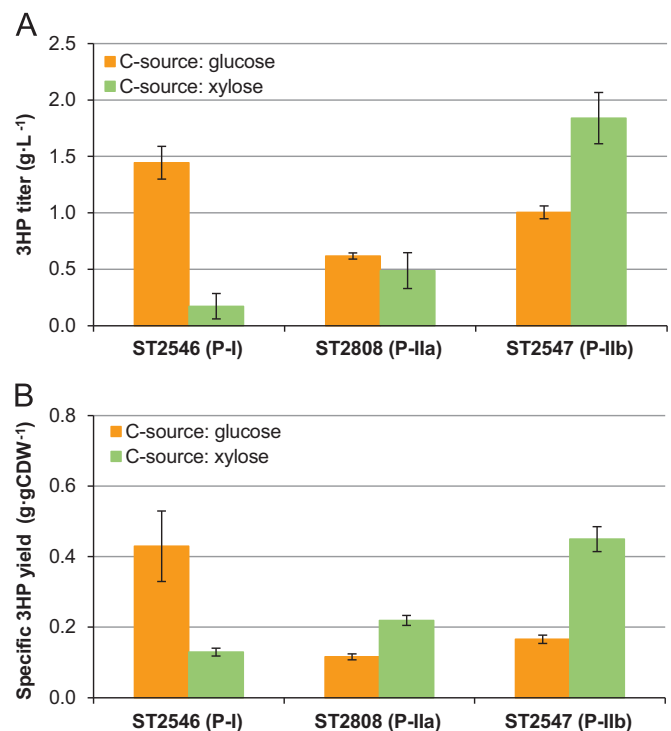 A
2.5
2.0
1.5
1.0
0.5
0.0
3HP titer (g·L⁻¹)
C-source: glucose
C-source: xylose
ST2546 (P-I) ST2808 (P-IIa) ST2547 (P-IIb)
B
0.8
0.6
0.4
0.2
0.0
Specific 3HP yield (g·gCDW⁻¹)
C-source: glucose
C-source: xylose
ST2546 (P-I) ST2808 (P-IIa) ST2547 (P-IIb)